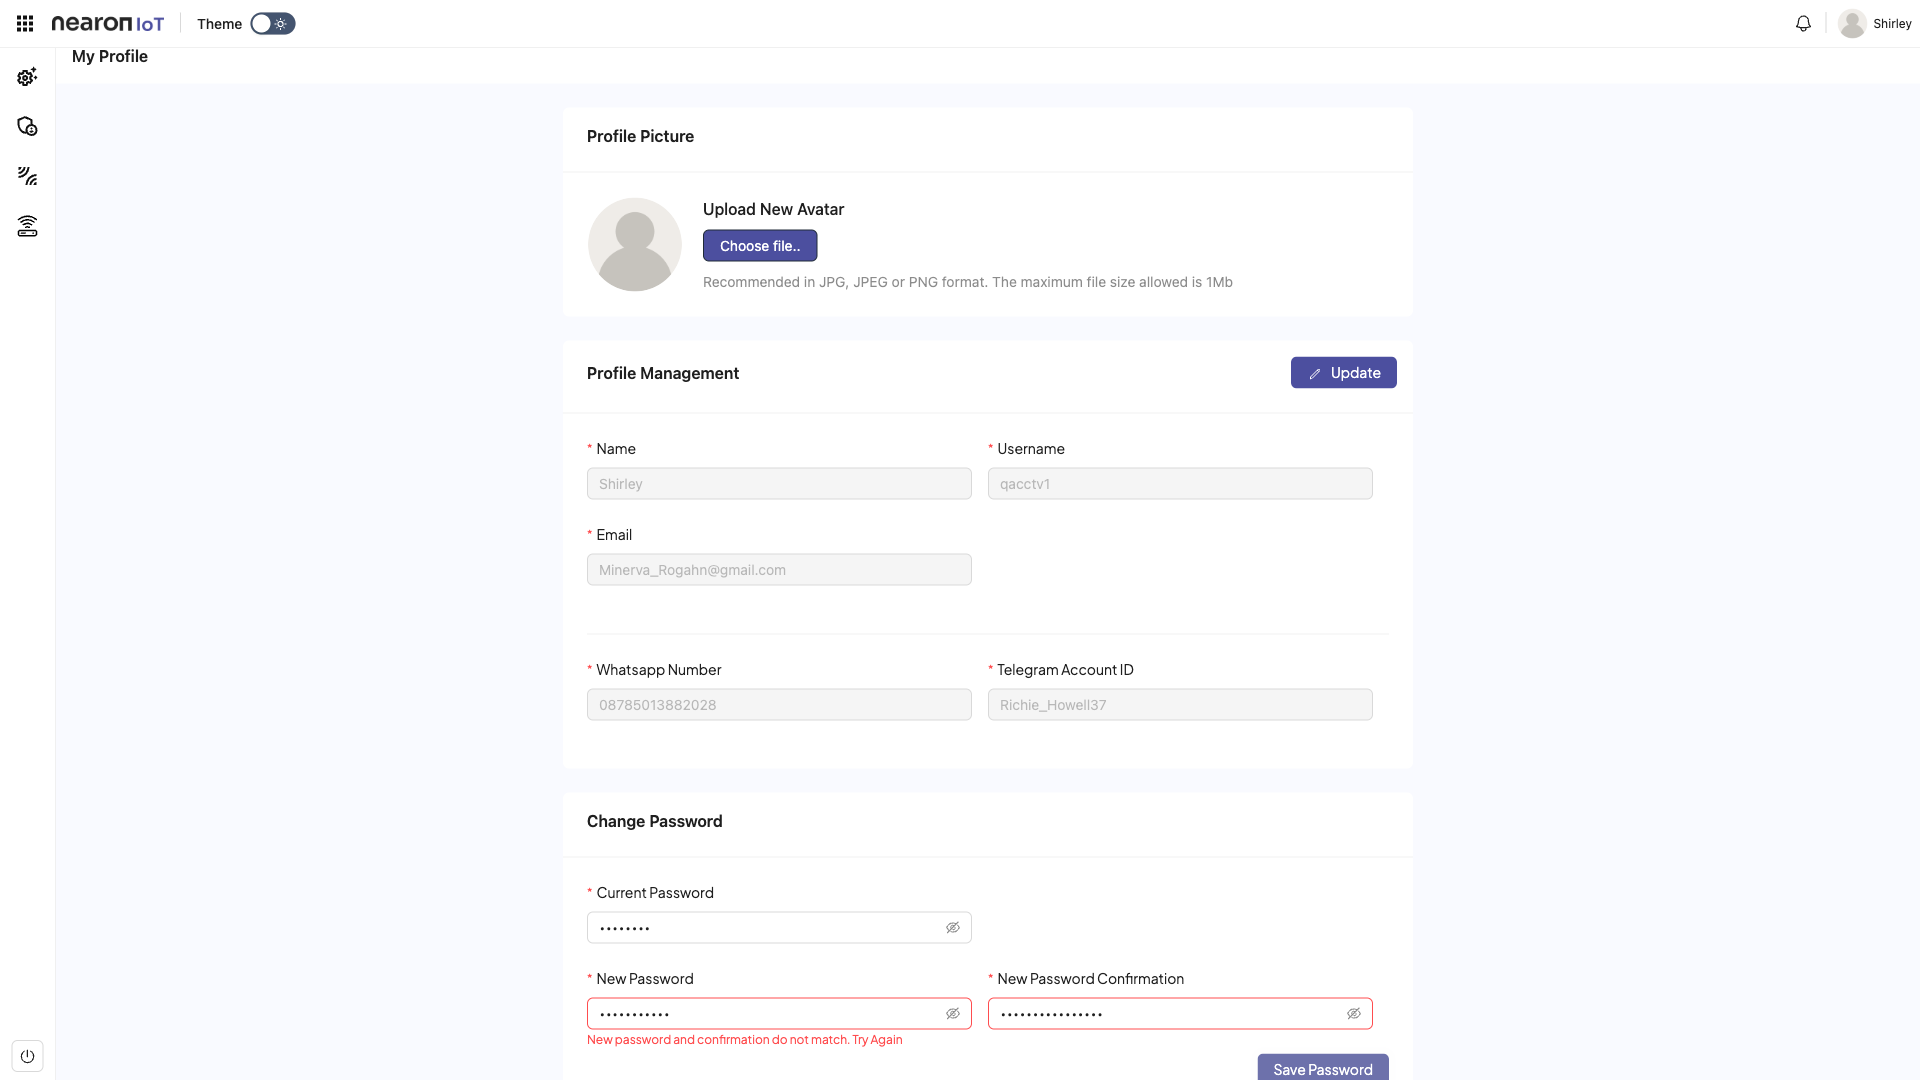 nearon IoT
Theme
Shirley
My Profile
Profile Picture
Upload New Avatar
Choose file..
Recommended in JPG, JPEG or PNG format. The maximum file size allowed is 1Mb
Profile Management
Update
* Name
* Username
Shirley
qacctv1
* Email
Minerva_Rogahn@gmail.com
* Whatsapp Number
* Telegram Account ID
08785013882028
Richie_Howell37
Change Password
* Current Password
••••••••
* New Password
* New Password Confirmation
•••••••••••
••••••••••••••••
New password and confirmation do not match. Try Again
Save Password